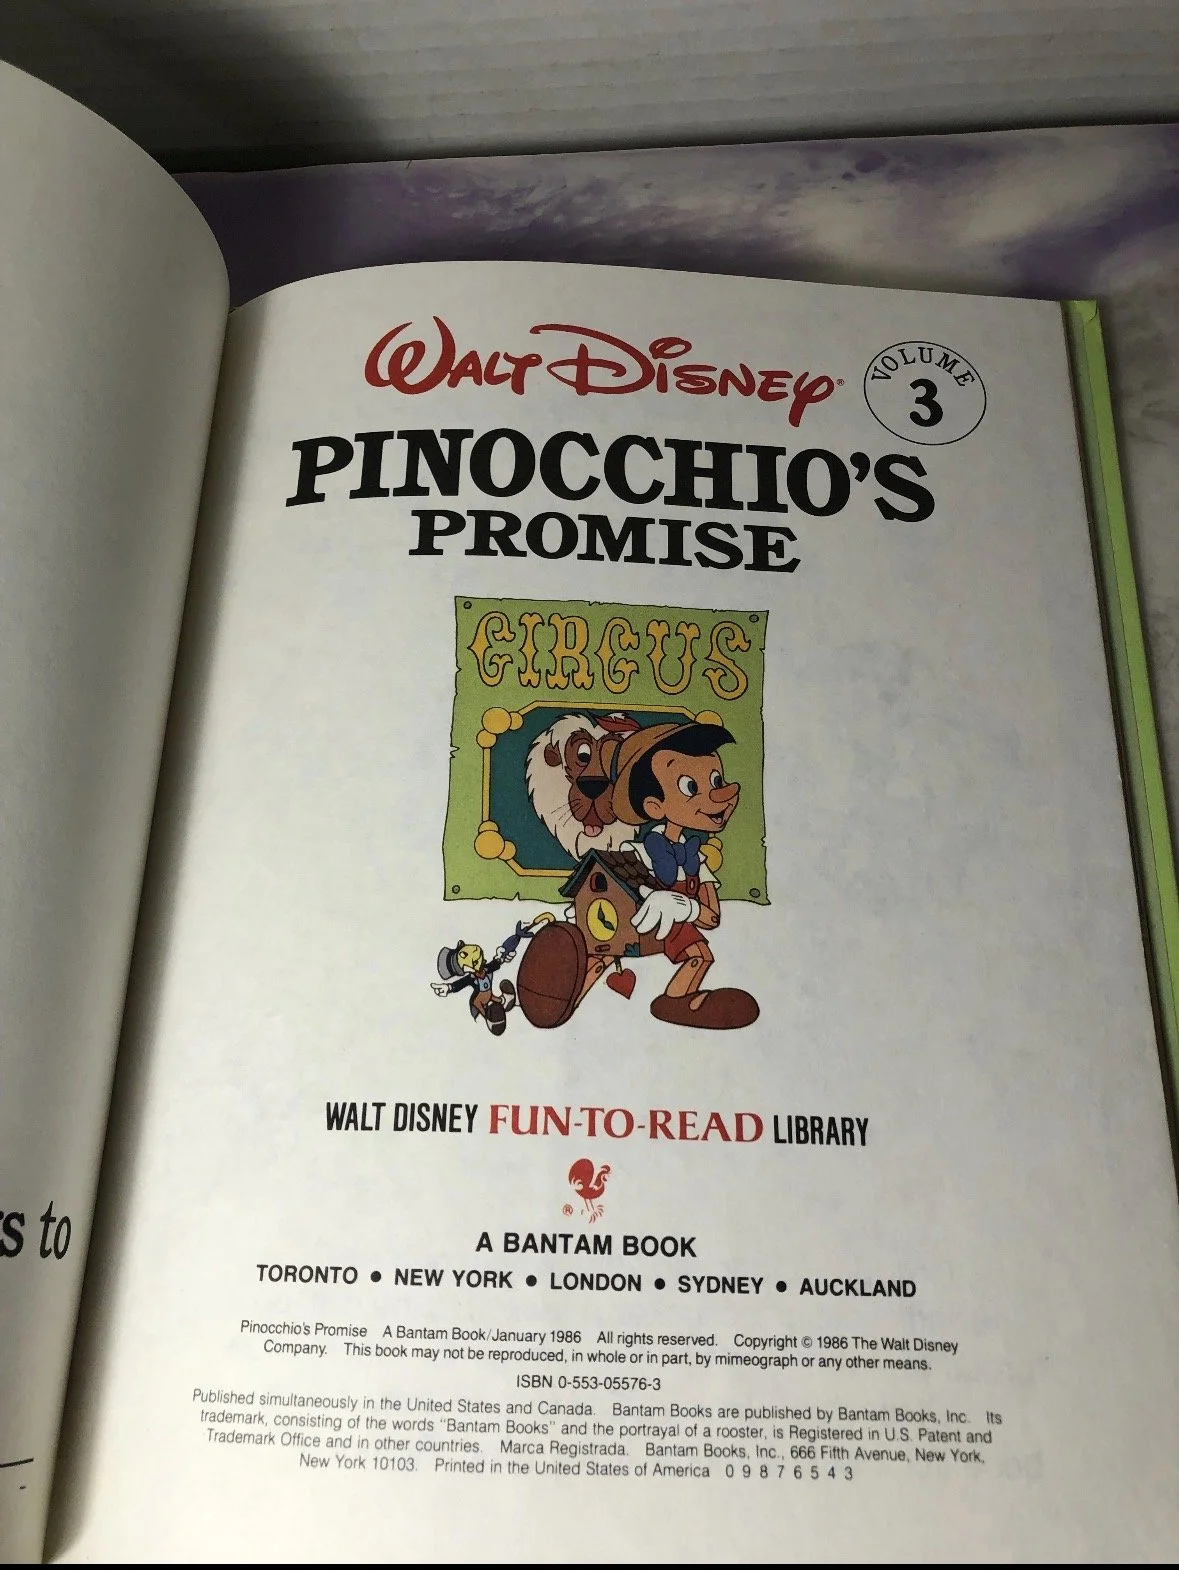 WALT DISNEY®
VOLUME
3
PINOCCHIO'S
PROMISE
CIRCUS
WALT DISNEY FUN-TO-READ LIBRARY
®
A BANTAM BOOK
TORONTO • NEW YORK • LONDON • SYDNEY • AUCKLAND
Pinocchio's Promise A Bantam Book/January 1986 All rights reserved. Copyright © 1986 The Walt Disney
Company. This book may not be reproduced, in whole or in part, by mimeograph or any other means.
ISBN 0-553-05576-3
Published simultaneously in the United States and Canada. Bantam Books are published by Bantam Books, Inc. Its
trademark, consisting of the words "Bantam Books" and the portrayal of a rooster, is Registered in U.S. Patent and
Trademark Office and in other countries. Marca Registrada. Bantam Books, Inc., 666 Fifth Avenue, New York,
New York 10103. Printed in the United States of America 0 9 8 7 6 5 4 3
to